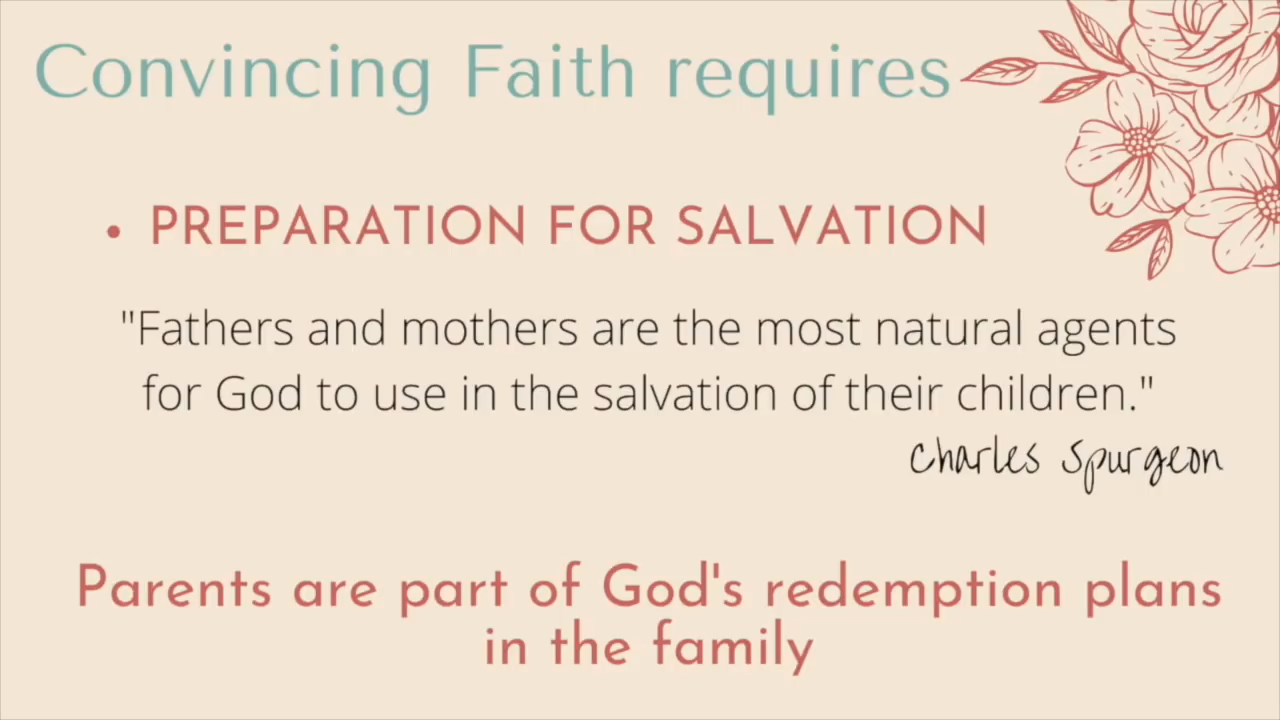 Convincing Faith requires
• PREPARATION FOR SALVATION
"Fathers and mothers are the most natural agents
for God to use in the salvation of their children."
Charles Spurgeon
Parents are part of God's redemption plans
in the family